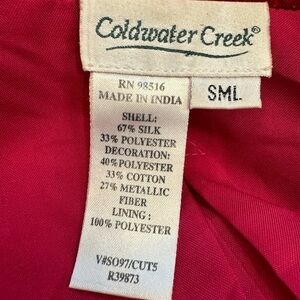 Coldwater Creek®
SML
RN 98516
MADE IN INDIA
SHELL:
67% SILK
33% POLYESTER
DECORATION:
40% POLYESTER
33% COTTON
27% METALLIC
FIBER
LINING :
100% POLYESTER
V#SO97/CUT5
R39873